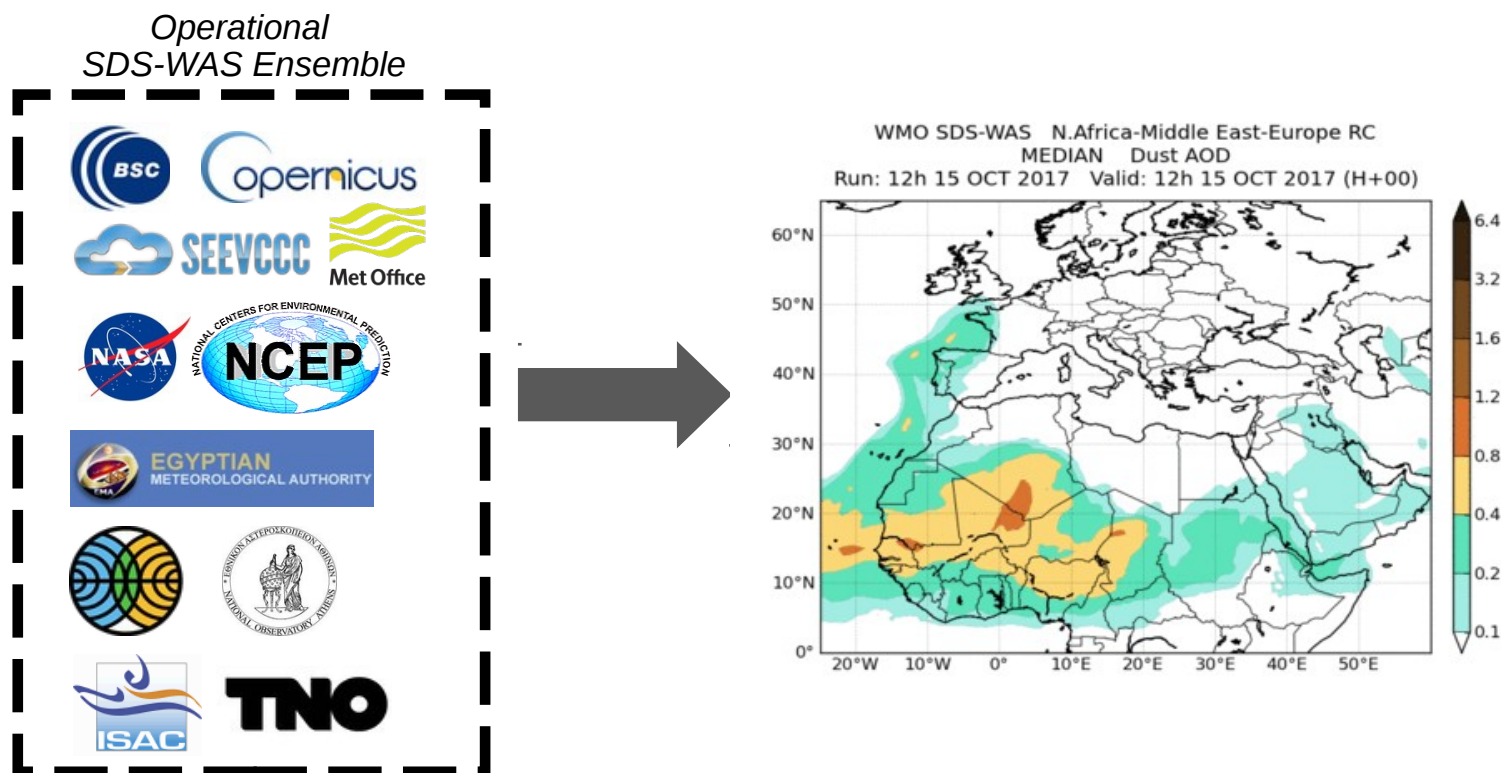 Operational
SDS-WAS Ensemble
BSC
opernicus
SEEVCCC
Met Office
NASA
NATIONAL CENTERS FOR ENVIRONMENTAL PREDICTION
NCEP
EGYPTIAN
METEOROLOGICAL AUTHORITY
EMA
ΕΘΝΙΚΟΝ ΑΣΤΕΡΟΣΚΟΠΕΙΟΝ ΑΘΗΝΩΝ
NATIONAL OBSERVATORY ATHENS
ISAC
TNO
WMO SDS-WAS N.Africa-Middle East-Europe RC
MEDIAN Dust AOD
Run: 12h 15 OCT 2017 Valid: 12h 15 OCT 2017 (H+00)
60°N
50°N
40°N
30°N
20°N
10°N
0°
20°W 10°W 0° 10°E 20°E 30°E 40°E 50°E
6.4
3.2
1.6
1.2
0.8
0.4
0.2
0.1